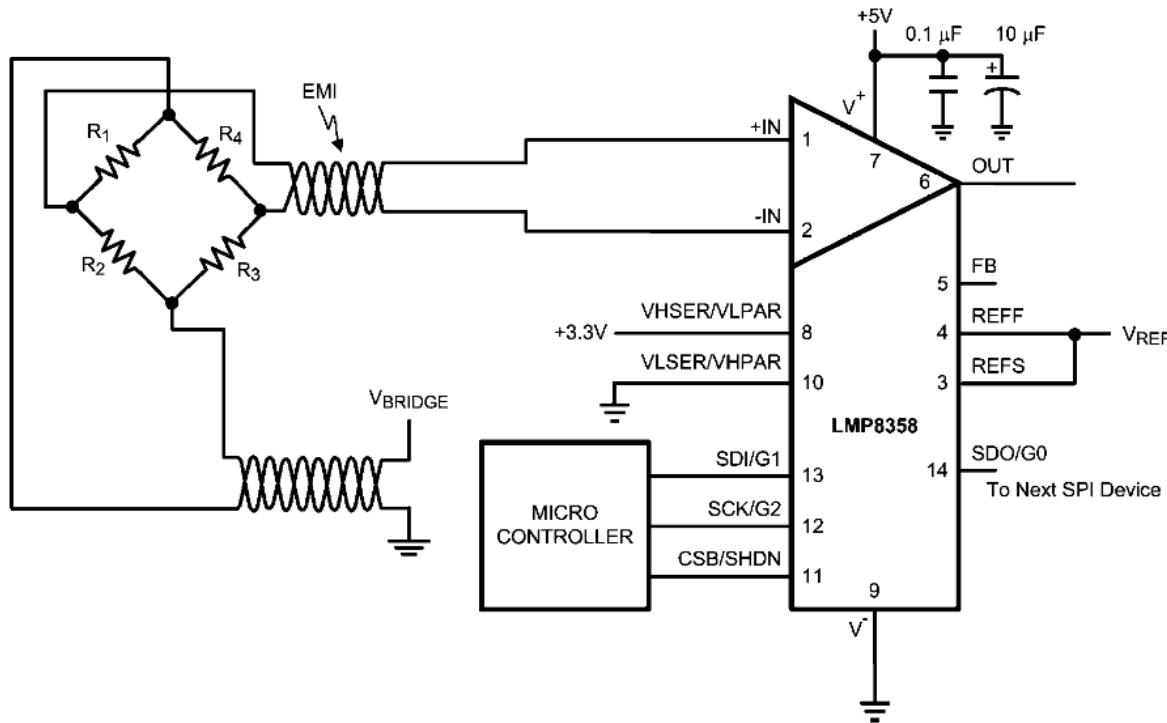 +5V
0.1 µF
10 µF
+
EMI
V+
R1
R4
+IN
1
7
OUT
6
-IN
2
R2
R3
FB
5
VHSER/VLPAR
+3.3V
8
4
REFF
VREF
VLSER/VHPAR
10
3
REFS
VBRIDGE
LMP8358
SDI/G1
13
14
SDO/G0
To Next SPI Device
MICRO
CONTROLLER
SCK/G2
12
CSB/SHDN
11
9
V-